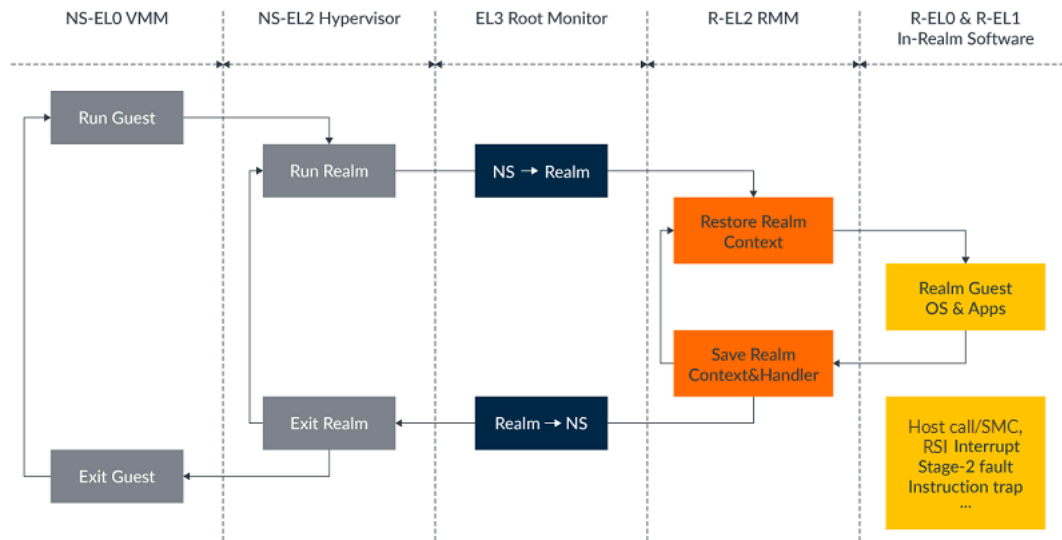 NS-EL0 VMM
NS-EL2 Hypervisor
EL3 Root Monitor
R-EL2 RMM
R-EL0 & R-EL1
In-Realm Software
Run Guest
Run Realm
NS → Realm
Restore Realm
Context
Realm Guest
OS & Apps
Save Realm
Context&Handler
Exit Realm
Realm → NS
Exit Guest
Host call/SMC,
RSI Interrupt
Stage-2 fault
Instruction trap
...